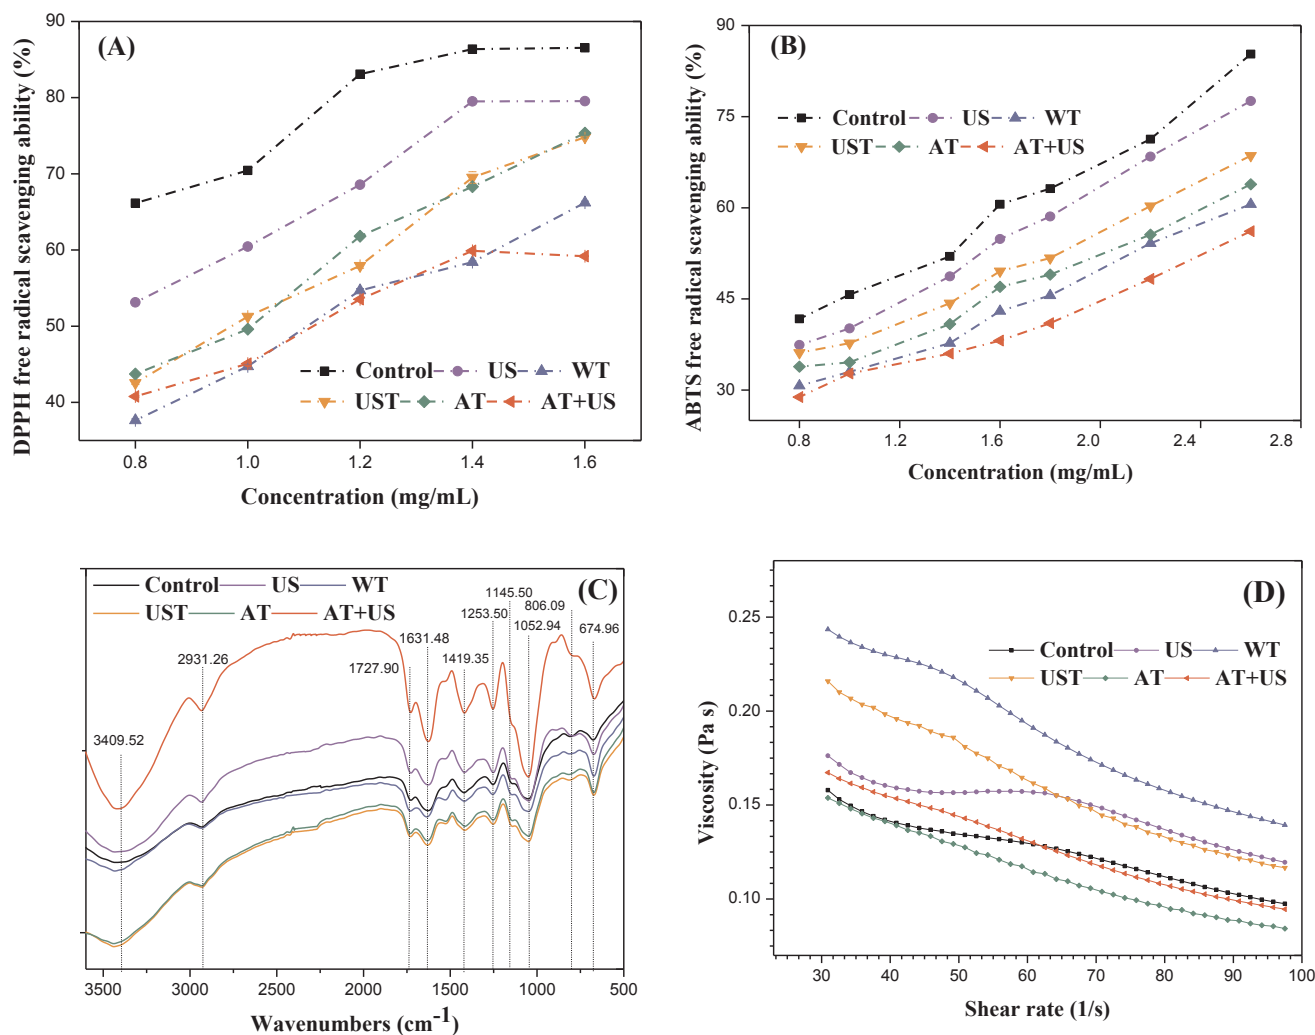 (A)
DPPH free radical scavenging ability (%)
90
80
70
60
50
40
Control US WT
UST AT AT+US
0.8 1.0 1.2 1.4 1.6
Concentration (mg/mL)
(B)
ABTS free radical scavenging ability (%)
90
75
60
45
30
Control US WT
UST AT AT+US
0.8 1.2 1.6 2.0 2.4 2.8
Concentration (mg/mL)
(C)
Control US WT
UST AT AT+US
3409.52
2931.26
1727.90
1631.48
1419.35
1253.50
1145.50
1052.94
806.09
674.96
3500 3000 2500 2000 1500 1000 500
Wavenumbers (cm-1)
(D)
Viscosity (Pa s)
0.25
0.20
0.15
0.10
Control US WT
UST AT AT+US
30 40 50 60 70 80 90 100
Shear rate (1/s)